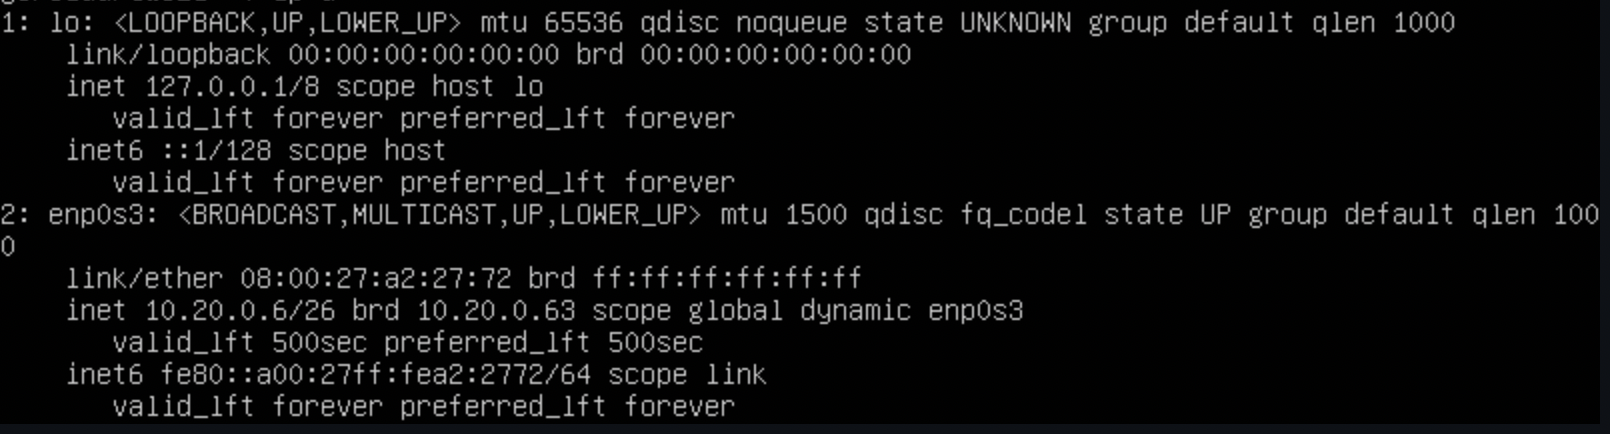 1: lo: <LOOPBACK,UP,LOWER_UP> mtu 65536 qdisc noqueue state UNKNOWN group default qlen 1000
link/loopback 00:00:00:00:00:00 brd 00:00:00:00:00:00
inet 127.0.0.1/8 scope host lo
valid_lft forever preferred_lft forever
inet6 ::1/128 scope host
valid_lft forever preferred_lft forever
2: enp0s3: <BROADCAST,MULTICAST,UP,LOWER_UP> mtu 1500 qdisc fq_codel state UP group default qlen 100
0
link/ether 08:00:27:a2:27:72 brd ff:ff:ff:ff:ff:ff
inet 10.20.0.6/26 brd 10.20.0.63 scope global dynamic enp0s3
valid_lft 500sec preferred_lft 500sec
inet6 fe80::a00:27ff:fea2:2772/64 scope link
valid_lft forever preferred_lft forever